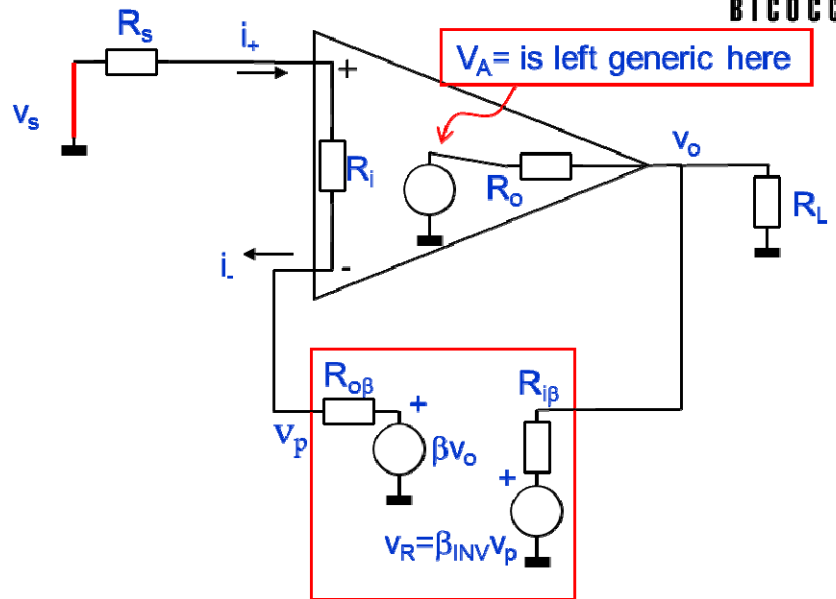 BICOCC
Rs
i+
VA= is left generic here
+
vs
Ri
Ro
vo
RL
i-
-
Roβ
+
Riβ
vp
βvo
+
vR=βINVvp